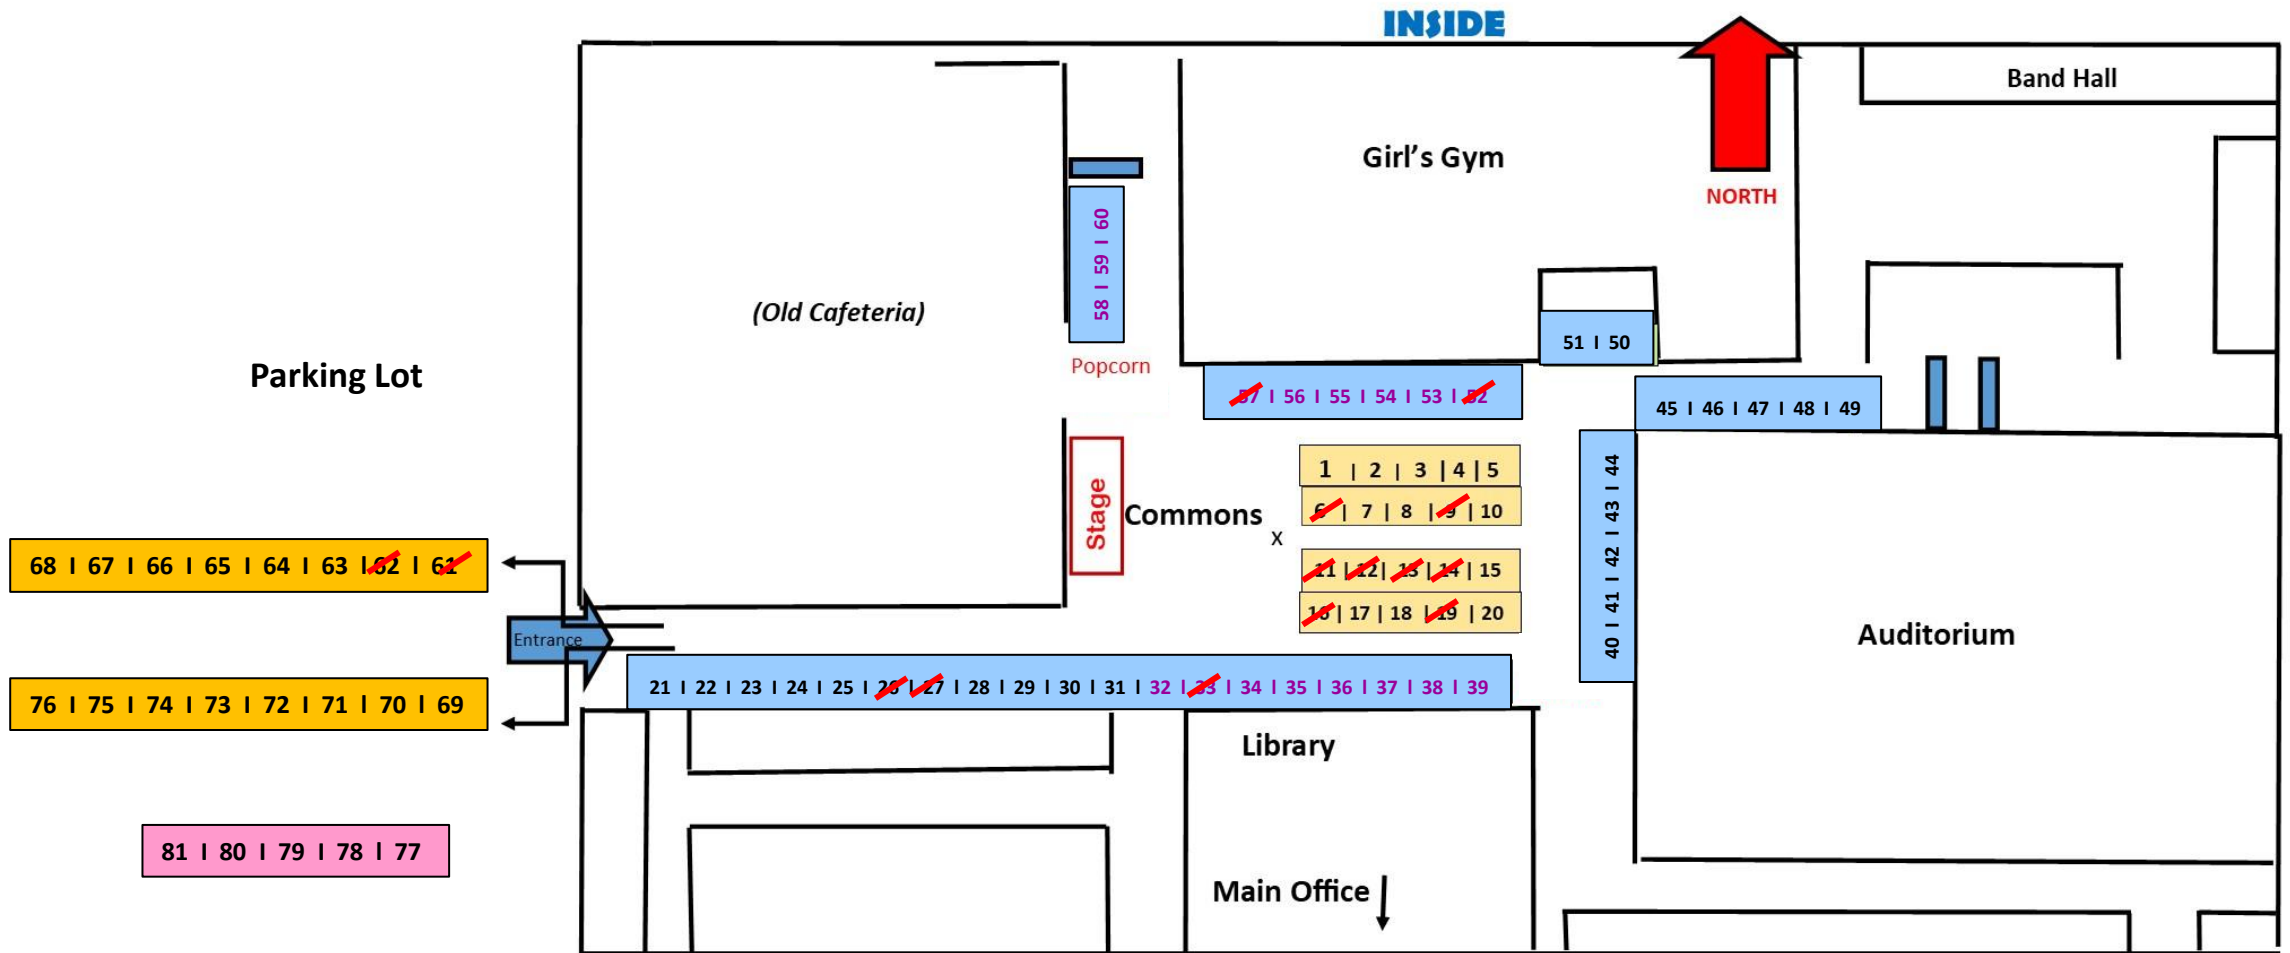 INSIDE
Band Hall
Girl's Gym
NORTH
58 I 59 I 60
(Old Cafeteria)
51 I 50
Popcorn
Parking Lot
57 I 56 I 55 I 54 I 53 I 52
45 I 46 I 47 I 48 I 49
1 | 2 | 3 | 4 | 5
Stage
Commons
x
6 | 7 | 8 | 9 | 10
40 I 41 I 42 I 43 I 44
68 I 67 I 66 I 65 I 64 I 63 I 62 I 61
11 | 12 | 13 | 14 | 15
16 | 17 | 18 | 19 | 20
Entrance
Auditorium
21 I 22 I 23 I 24 I 25 I 26 I 27 I 28 I 29 I 30 I 31 I 32 I 33 I 34 I 35 I 36 I 37 I 38 I 39
76 I 75 I 74 I 73 I 72 I 71 I 70 I 69
Library
81 I 80 I 79 I 78 I 77
Main Office